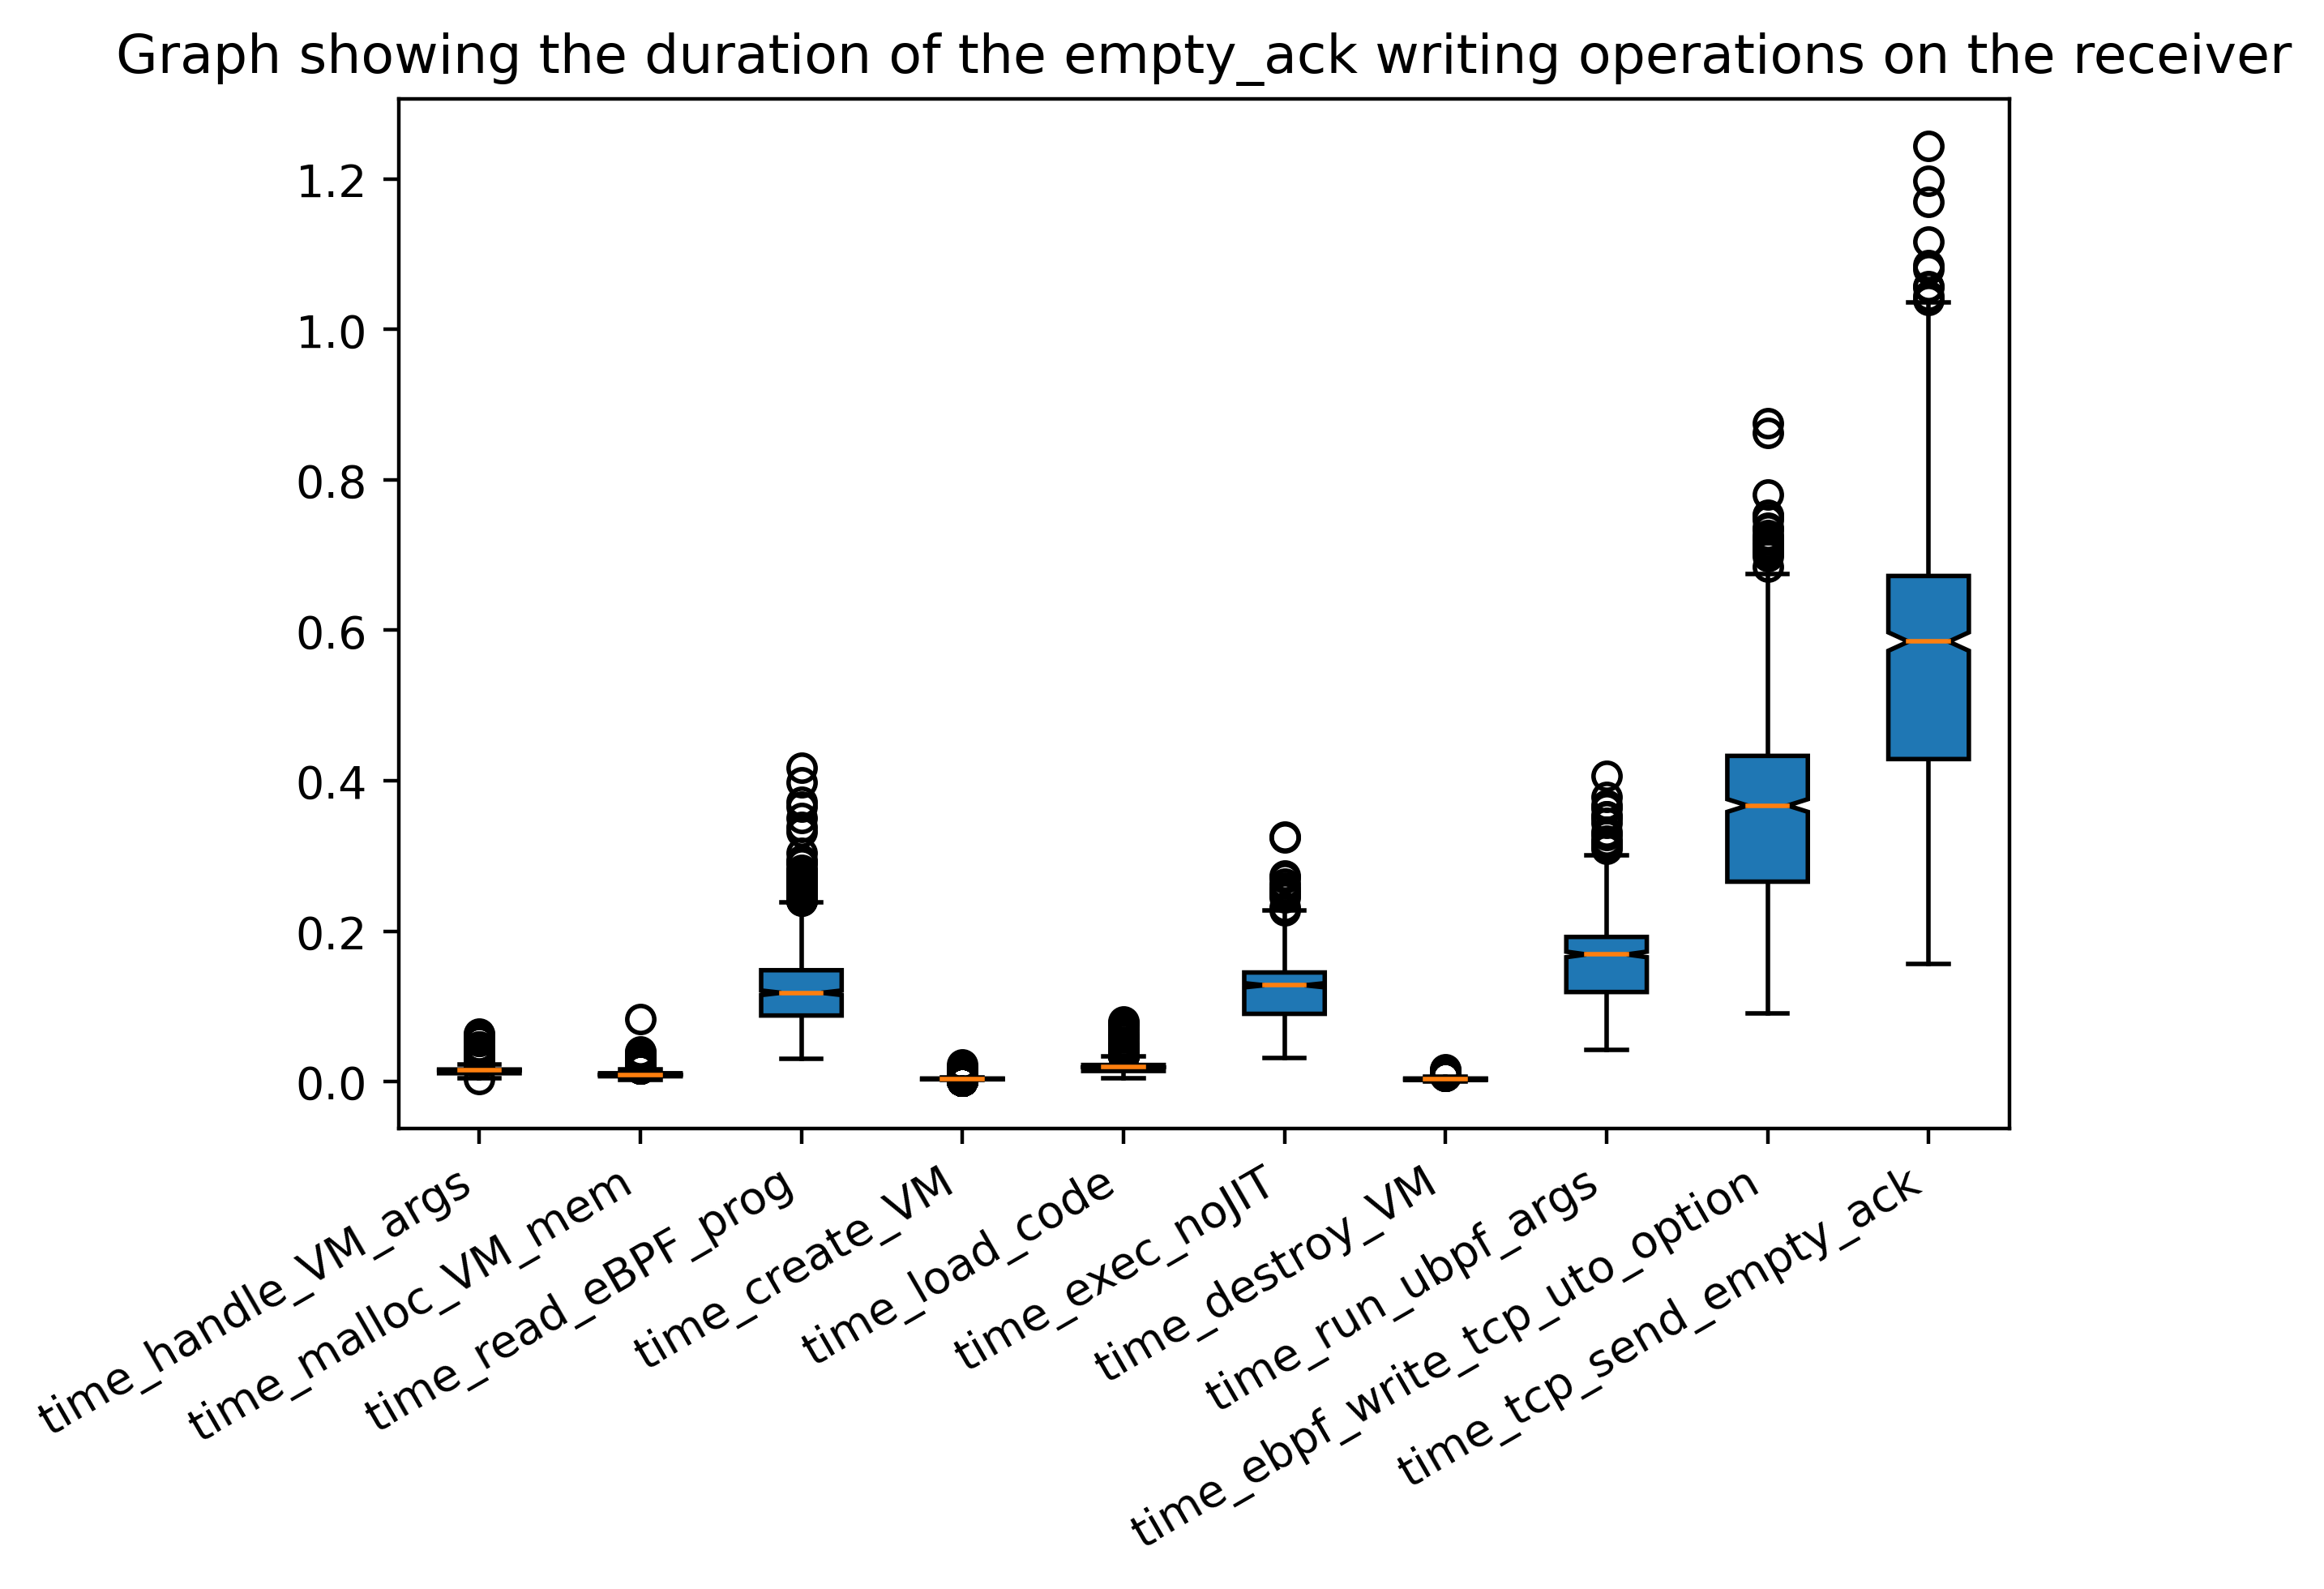 Graph showing the duration of the empty_ack writing operations on the receiver
1.2
1.0
0.8
0.6
0.4
0.2
0.0
time_handle_VM_args
time_malloc_VM_mem
time_read_eBPF_prog
time_create_VM
time_load_code
time_exec_noJIT
time_destroy_VM
time_run_ubpf_args
time_ebpf_write_tcp_uto_option
time_tcp_send_empty_ack